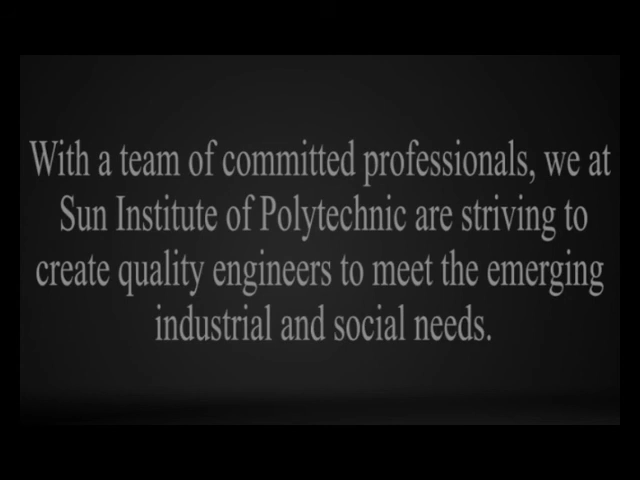 With a team of committed professionals, we at
Sun Institute of Polytechnic are striving to
create quality engineers to meet the emerging
industrial and social needs.